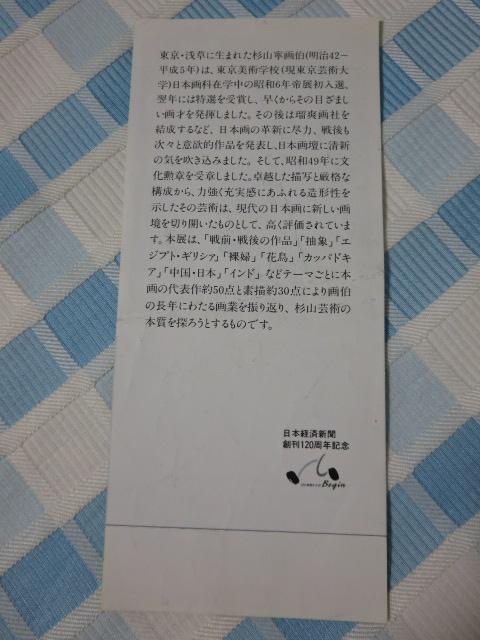 東京・浅草に生まれた杉山寧画伯(明治42－
平成5年)は、東京美術学校(現東京芸術大
学)日本画科在学中の昭和6年帝展初入選、
翌年には特選を受賞し、早くからその目ざまし
い画才を発揮しました。その後は瑠爽画社を
結成するなど、日本画の革新に尽力、戦後も
次々と意欲的作品を発表し、日本画壇に清新
の気を吹き込みました。そして、昭和49年に文
化勲章を受章しました。卓越した描写と厳格な
構成から、力強く充実感にあふれる造形性を
示したその芸術は、現代の日本画に新しい画
境を切り開いたものとして、高く評価されていま
す。本展は、「戦前・戦後の作品」「抽象」「エ
ジプト・ギリシア」「裸婦」「花鳥」「カッパドキ
ア」「中国・日本」「インド」などテーマごとに本
画の代表作約50点と素描約30点により画伯
の長年にわたる画業を振り返り、杉山芸術の
本質を探ろうとするものです。
日本経済新聞
創刊120周年記念
Begin